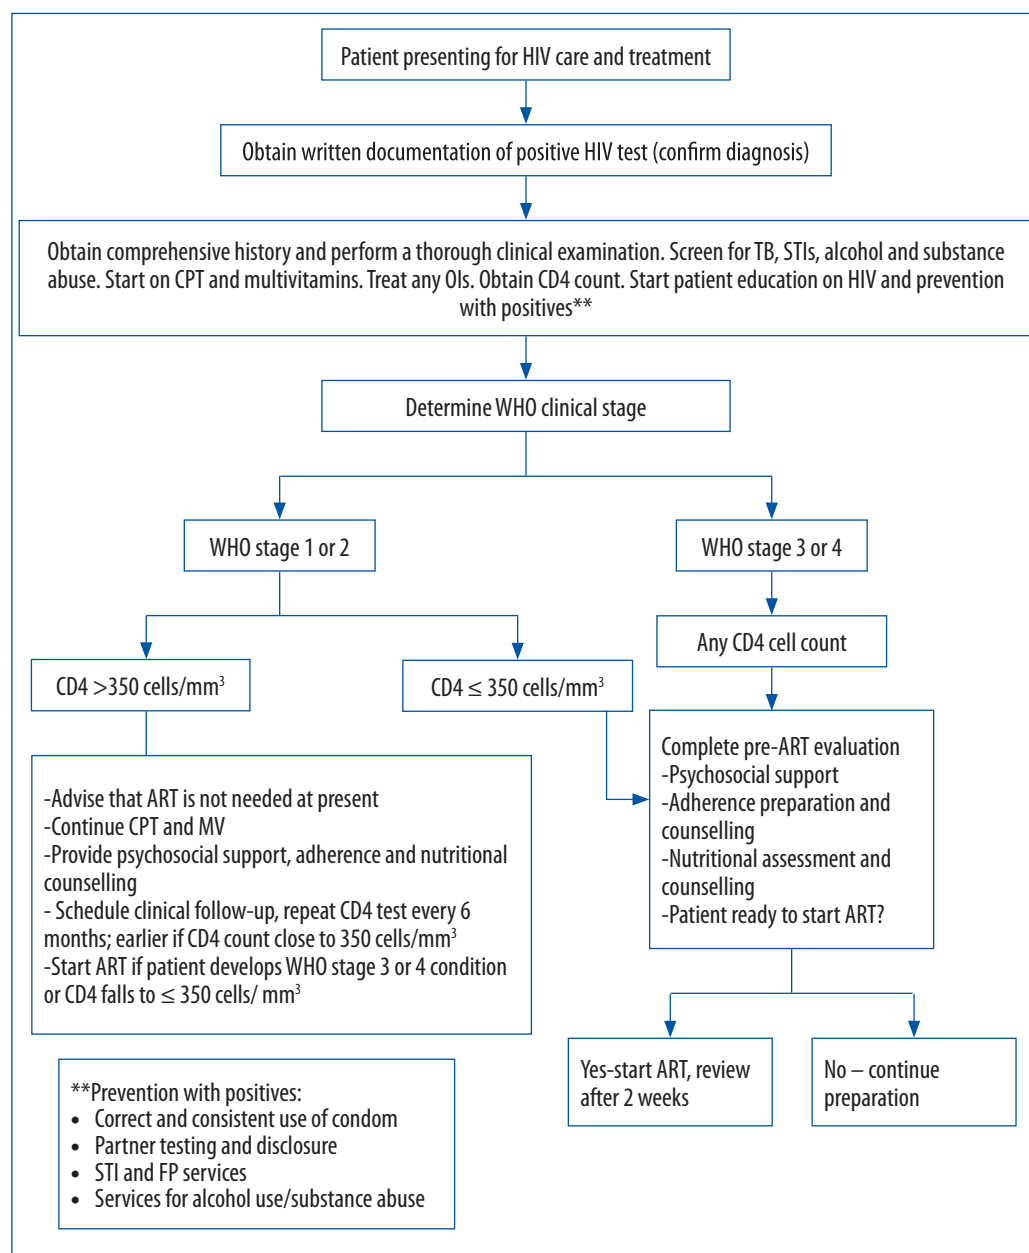 Patient presenting for HIV care and treatment
Obtain written documentation of positive HIV test (confirm diagnosis)
Obtain comprehensive history and perform a thorough clinical examination. Screen for TB, STIs, alcohol and substance
abuse. Start on CPT and multivitamins. Treat any OIs. Obtain CD4 count. Start patient education on HIV and prevention
with positives**
Determine WHO clinical stage
WHO stage 1 or 2
WHO stage 3 or 4
Any CD4 cell count
CD4 >350 cells/mm³
CD4 ≤ 350 cells/mm³
-Advise that ART is not needed at present
-Continue CPT and MV
-Provide psychosocial support, adherence and nutritional
counselling
- Schedule clinical follow-up, repeat CD4 test every 6
months; earlier if CD4 count close to 350 cells/mm³
-Start ART if patient develops WHO stage 3 or 4 condition
or CD4 falls to ≤ 350 cells/ mm³
Complete pre-ART evaluation
-Psychosocial support
-Adherence preparation and
counselling
-Nutritional assessment and
counselling
-Patient ready to start ART?
Yes-start ART, review
after 2 weeks
No – continue
preparation
**Prevention with positives:
• Correct and consistent use of condom
• Partner testing and disclosure
• STI and FP services
• Services for alcohol use/substance abuse